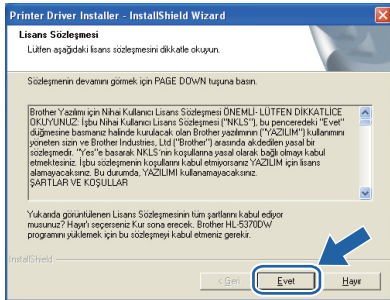 Printer Driver Installer - InstallShield Wizard
Lisans Sözleşmesi
Lütfen aşağıdaki lisans sözleşmesini dikkatle okuyun.
Sözleşmenin devamını görmek için PAGE DOWN tuşuna basın.
Brother Yazılımı için Nihai Kullanıcı Lisans Sözleşmesi ÖNEMLİ- LÜTFEN DİKKATLİCE
OKUYUNUZ: İşbu Nihai Kullanıcı Lisans Sözleşmesi ("NKLS"), bu penceredeki "Evet"
düğmesine basmanız halinde kurulacak olan Brother yazılımının ("YAZILIM") kullanımını
yöneten sizin ve Brother Industries, Ltd ("Brother") arasında akdedilen yasal bir
sözleşmedir. "Yes"e basarak NKLS'nin koşullarına yasal olarak bağlı olmayı kabul
etmektesiniz. İşbu sözleşmenin koşullarını kabul etmiyorsanız YAZILIM için lisans
alamayacaksınız. Bu durumda, YAZILIMI kullanamayacaksınız.
ŞARTLAR VE KOŞULLAR
Yukarıda görüntülenen Lisans Sözleşmesinin tüm şartlarını kabul ediyor
musunuz? Hayır'ı seçerseniz Kur sona erecek. Brother HL-5370DW
programını yüklemek için bu sözleşmeyi kabul etmeniz gerekir.
InstallShield
< Geri Evet Hayır